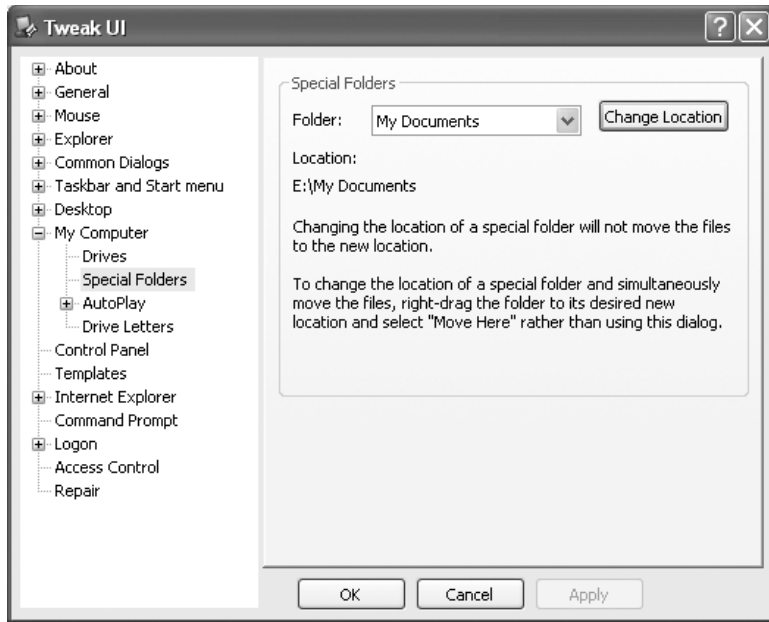 Tweak UI
About
General
Mouse
Explorer
Common Dialogs
Taskbar and Start menu
Desktop
My Computer
Drives
Special Folders
AutoPlay
Drive Letters
Control Panel
Templates
Internet Explorer
Command Prompt
Logon
Access Control
Repair
Special Folders
Folder: My Documents Change Location
Location:
E:\My Documents
Changing the location of a special folder will not move the files
to the new location.
To change the location of a special folder and simultaneously
move the files, right-drag the folder to its desired new
location and select "Move Here" rather than using this dialog.
OK Cancel Apply